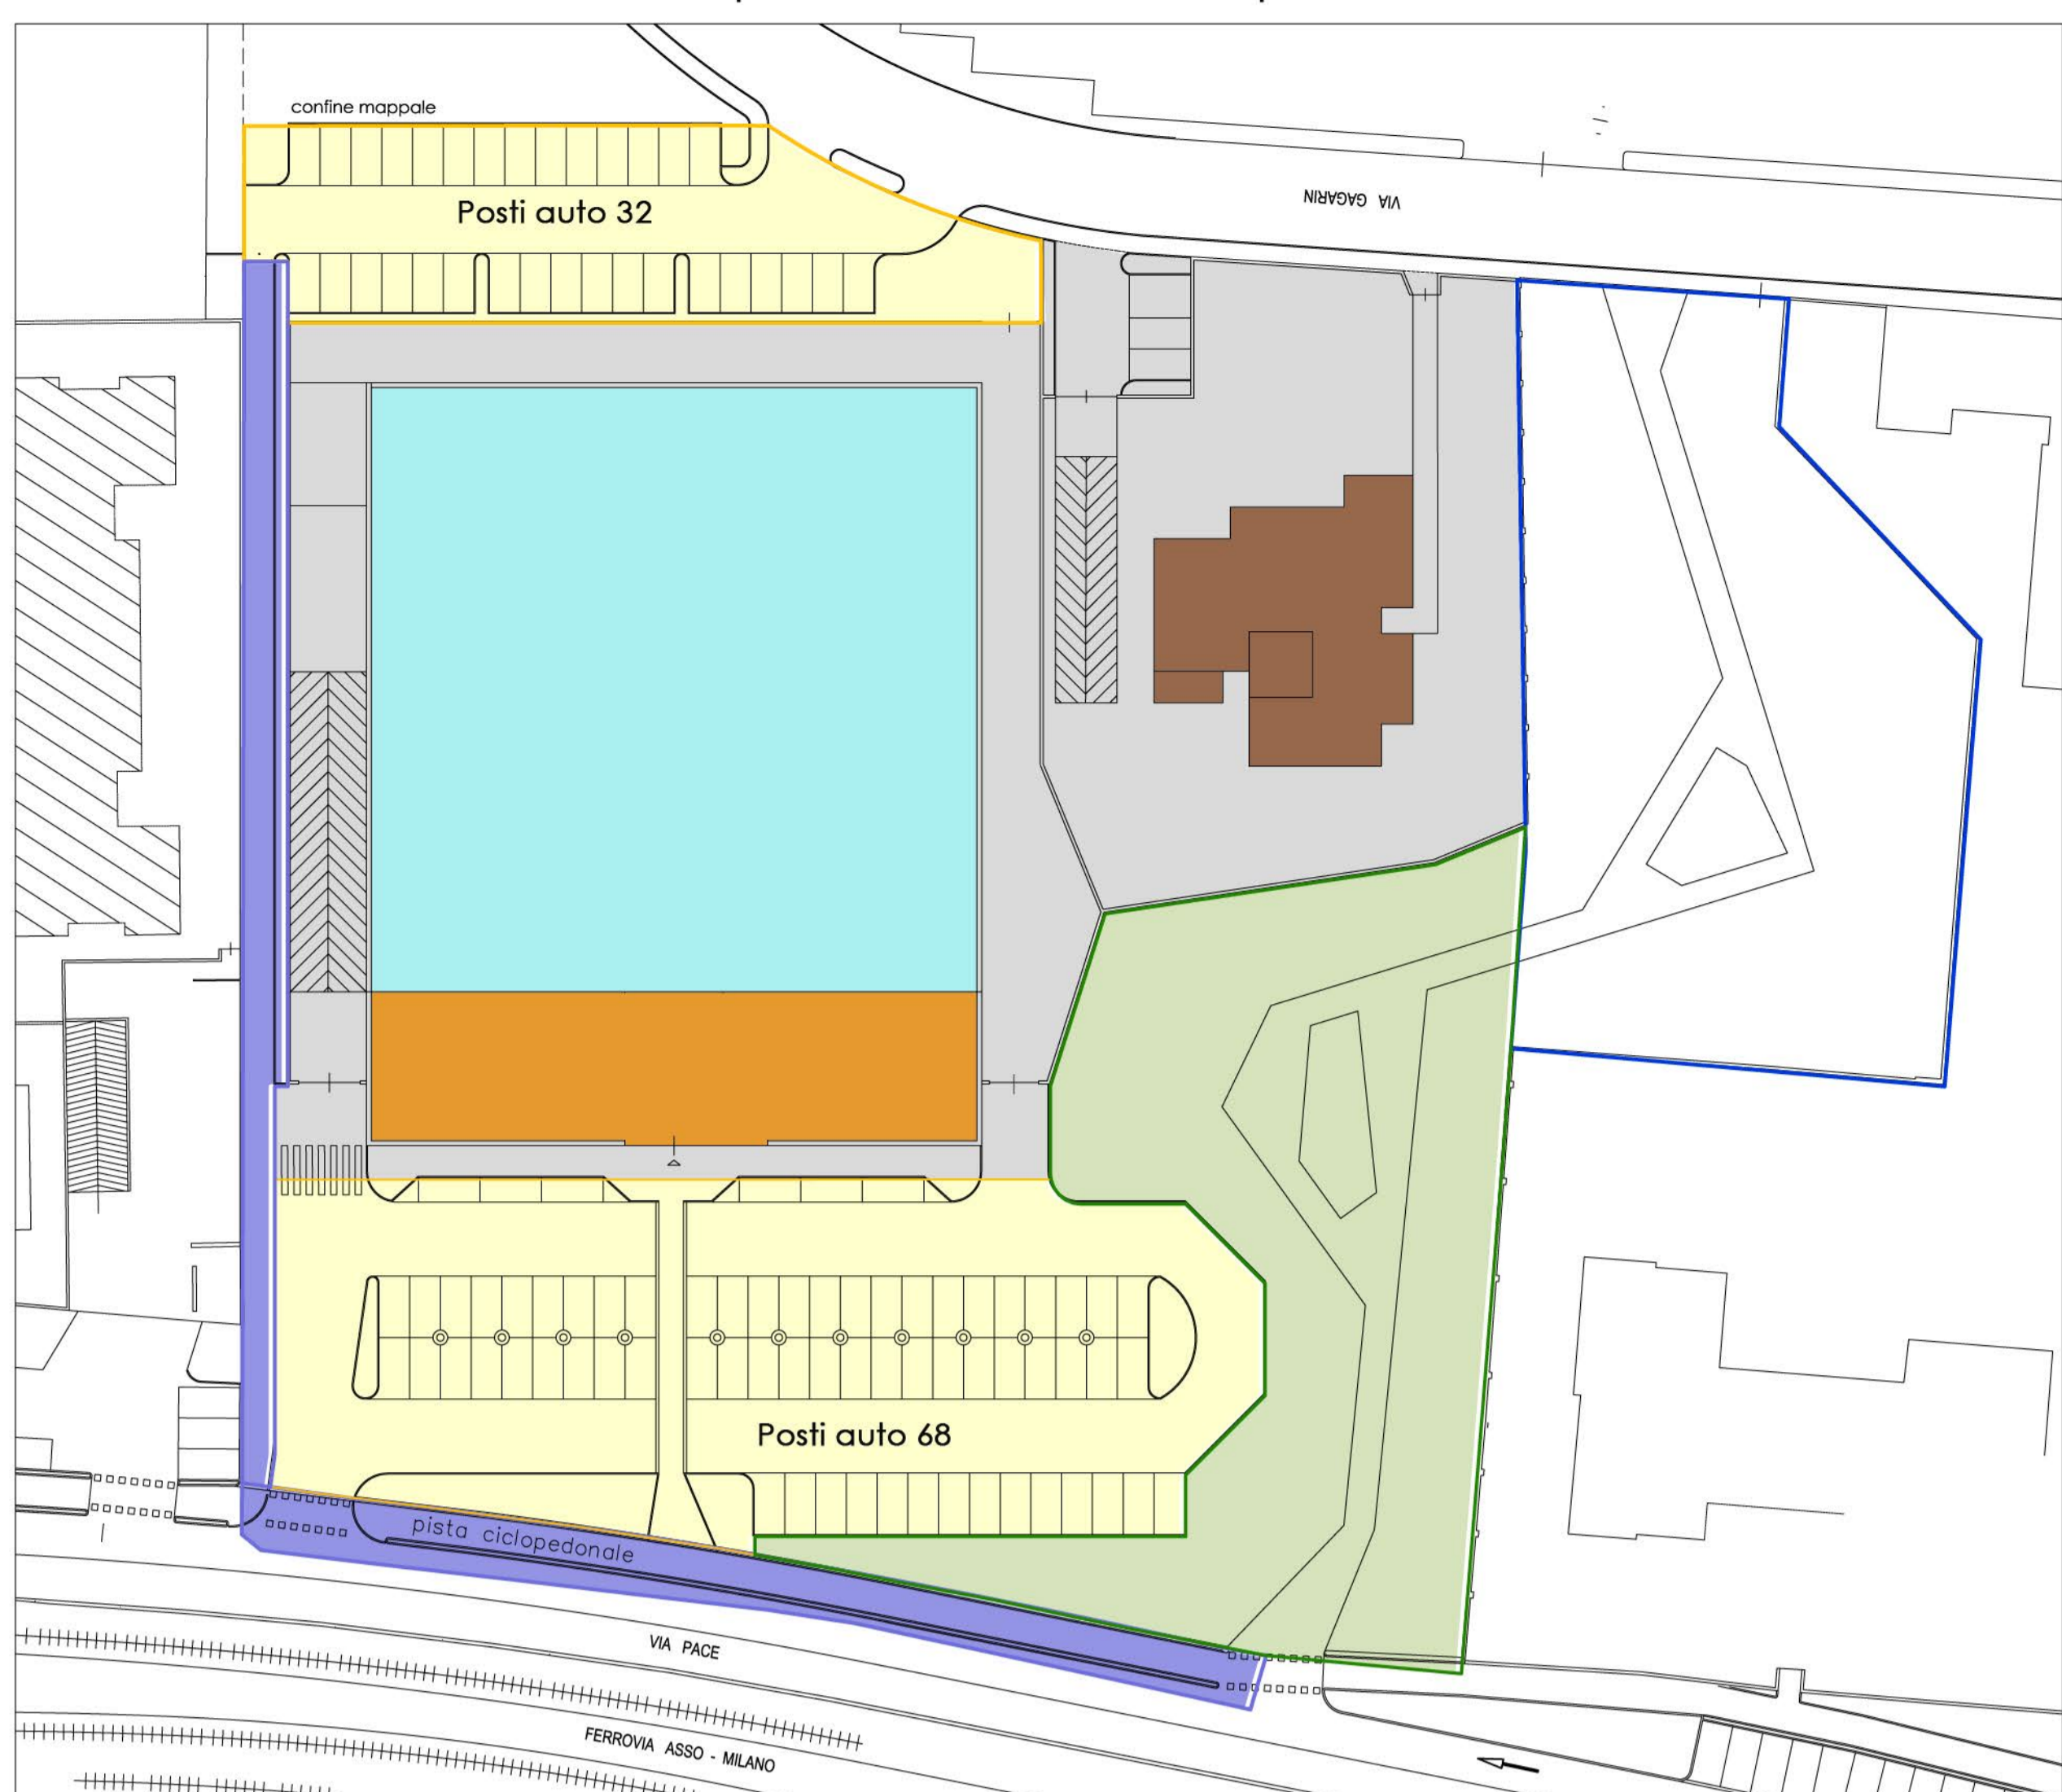 confine mappale
Posti auto 32
VIA GAGARIN
Posti auto 68
pista ciclopedonale
VIA PACE
FERROVIA ASSO - MILANO